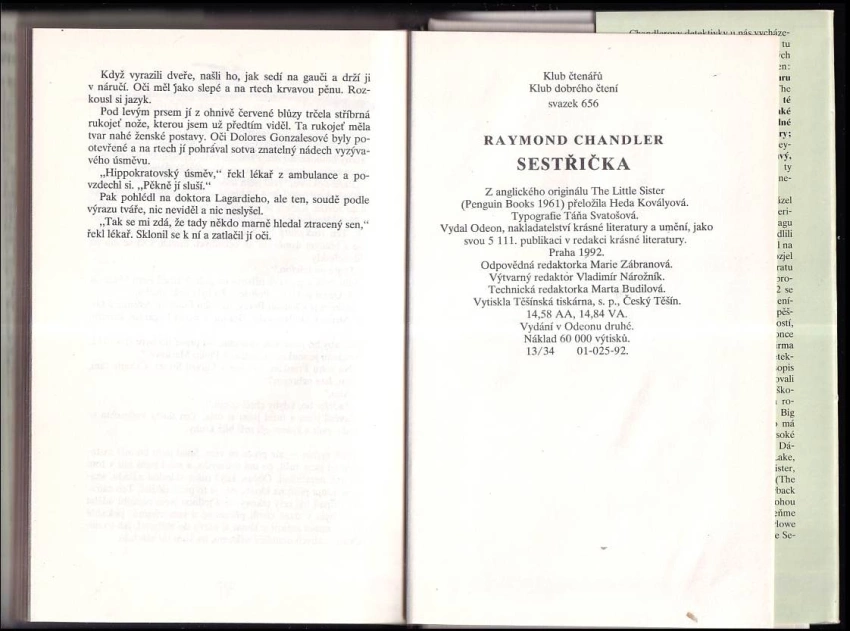 Když vyrazili dveře, našli ho, jak sedí na gauči a drží ji
v náručí. Oči měl jako slepé a na rtech krvavou pěnu. Roz-
kousl si jazyk.
Pod levým prsem jí z ohnivě červené blůzy trčela stříbrná
rukojeť nože, kterou jsem už předtím viděl. Ta rukojeť měla
tvar nahé ženské postavy. Oči Dolores Gonzalesové byly po-
otevřené a na rtech jí pohrával sotva znatelný nádech vyzýva-
vého úsměvu.
„Hippokratovský úsměv,“ řekl lékař z ambulance a po-
vzdechl si. „Pěkně jí sluší.“
Pak pohlédl na doktora Lagardieho, ale ten, soudě podle
výrazu tváře, nic neviděl a nic neslyšel.
„Tak se mi zdá, že tady někdo marně hledal ztracený sen,“
řekl lékař. Sklonil se k ní a zatlačil jí oči.
Klub čtenářů
Klub dobrého čtení
svazek 656
RAYMOND CHANDLER
SESTŘIČKA
Z anglického originálu The Little Sister
(Penguin Books 1961) přeložila Heda Kovályová.
Typografie Táňa Svatošová.
Vydal Odeon, nakladatelství krásné literatury a umění, jako
svou 5 111. publikaci v redakci krásné literatury.
Praha 1992.
Odpovědná redaktorka Marie Zábranová.
Výtvarný redaktor Vladimír Nárožník.
Technická redaktorka Marta Budilová.
Vytiskla Těšínská tiskárna, s. p., Český Těšín.
14,58 AA, 14,84 VA.
Vydání v Odeonu druhé.
Náklad 60 000 výtisků.
13/34 01-025-92.